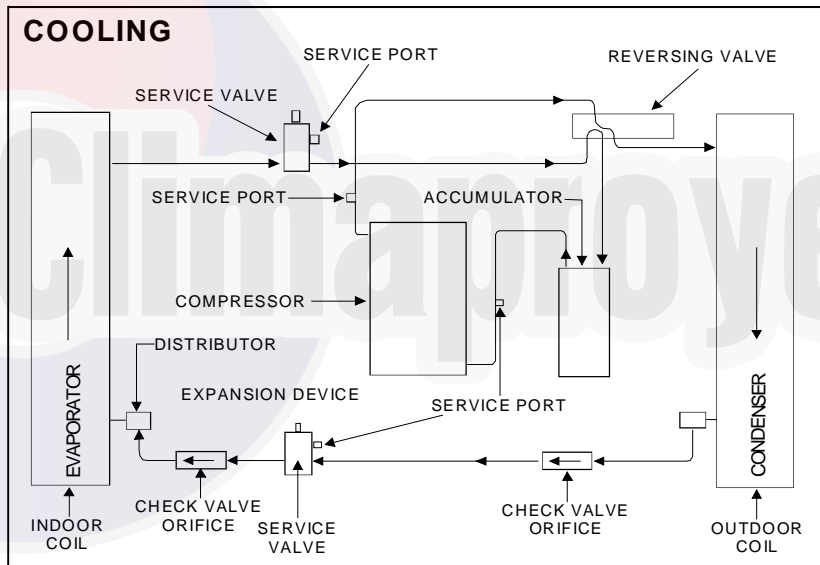 COOLING
SERVICE PORT
REVERSING VALVE
SERVICE VALVE
SERVICE PORT
ACCUMULATOR
COMPRESSOR
DISTRIBUTOR
EXPANSION DEVICE
SERVICE PORT
EVAPORATOR
CONDENSER
CHECK VALVE
ORIFICE
SERVICE
VALVE
CHECK VALVE
ORIFICE
INDOOR
COIL
OUTDOOR
COIL
Climaproye